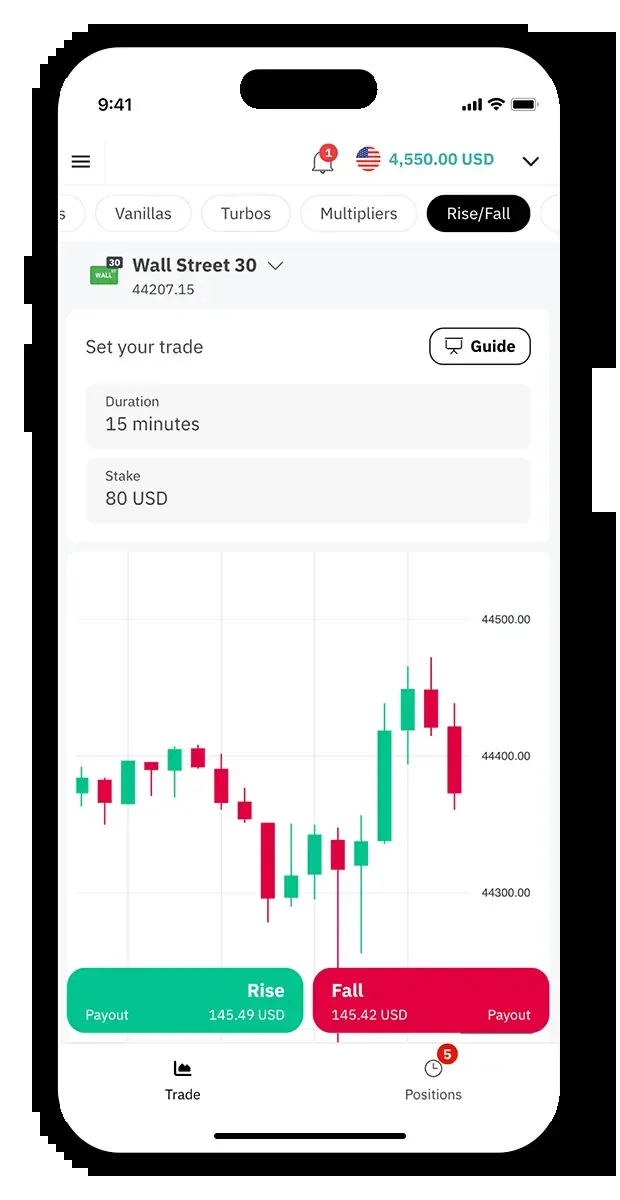 9:41
1
4,550.00 USD
s Vanillas Turbos Multipliers Rise/Fall
30
WALL
Wall Street 30
44207.15
Set your trade
Guide
Duration
15 minutes
Stake
80 USD
44500.00
44400.00
44300.00
Rise
Payout 145.49 USD
Fall
145.42 USD Payout
5
Trade
Positions